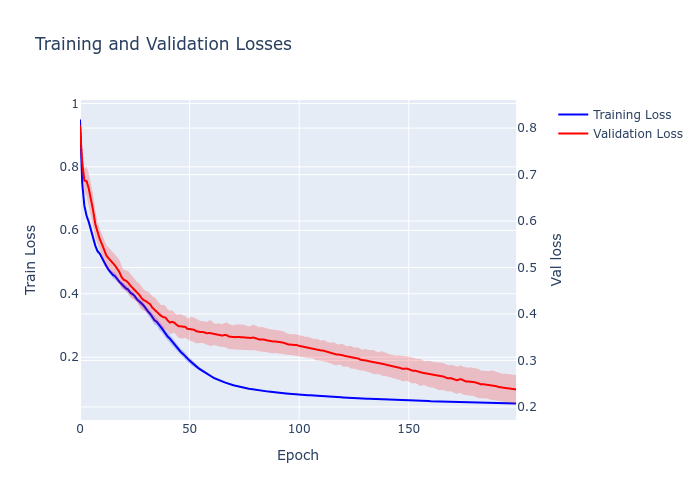 Training and Validation Losses
Training Loss
Validation Loss
1
0.8
0.6
0.4
0.2
Train Loss
0.8
0.7
0.6
0.5
0.4
0.3
0.2
Val loss
0
50
100
150
Epoch